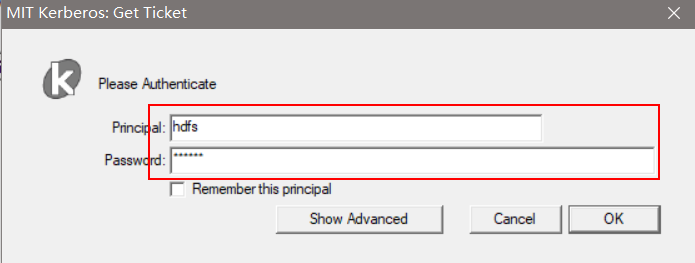 MIT Kerberos: Get Ticket
k
Please Authenticate
Principal: hdfs
Password: ******
Remember this principal
Show Advanced Cancel OK